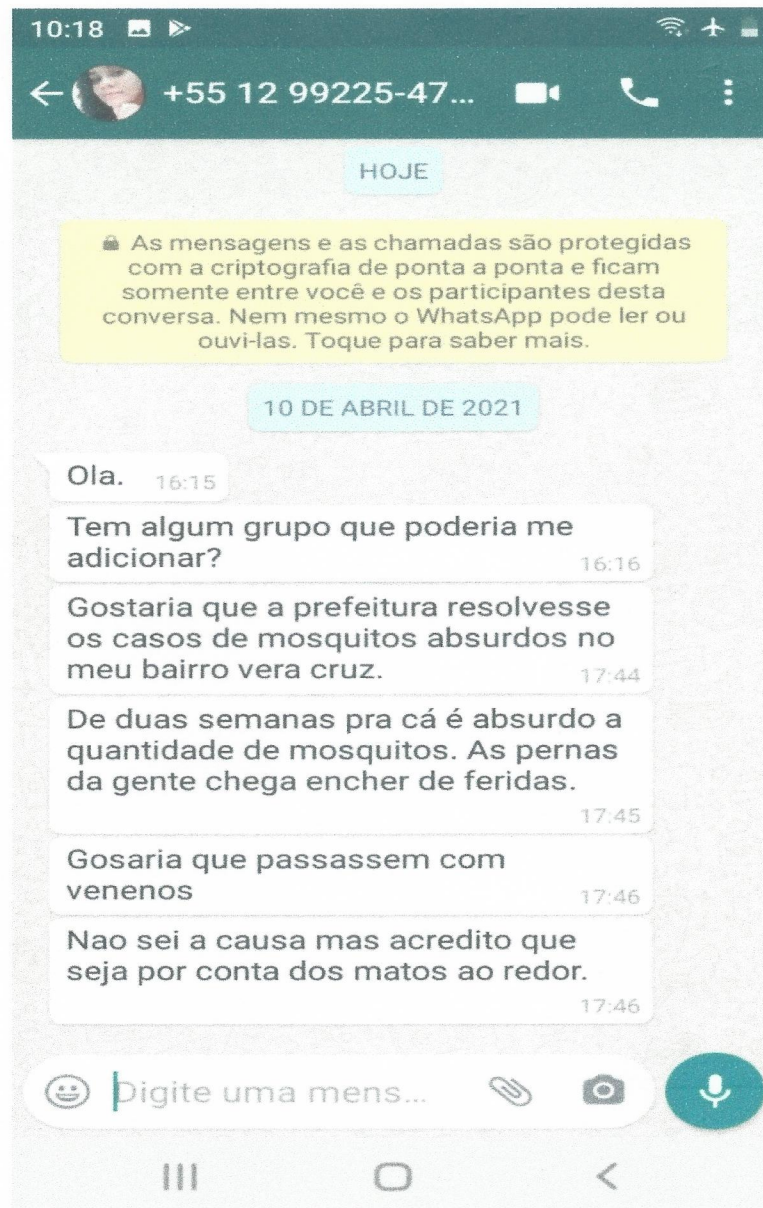 10:18
+55 12 99225-47...
HOJE
As mensagens e as chamadas são protegidas
com a criptografia de ponta a ponta e ficam
somente entre você e os participantes desta
conversa. Nem mesmo o WhatsApp pode ler ou
ouvi-las. Toque para saber mais.
10 DE ABRIL DE 2021
Ola. 16:15
Tem algum grupo que poderia me
adicionar? 16:16
Gostaria que a prefeitura resolvesse
os casos de mosquitos absurdos no
meu bairro vera cruz. 17:44
De duas semanas pra cá é absurdo a
quantidade de mosquitos. As pernas
da gente chega encher de feridas.
17:45
Gosaria que passassem com
venenos 17:46
Nao sei a causa mas acredito que
seja por conta dos matos ao redor.
17:46
Digite uma mens...